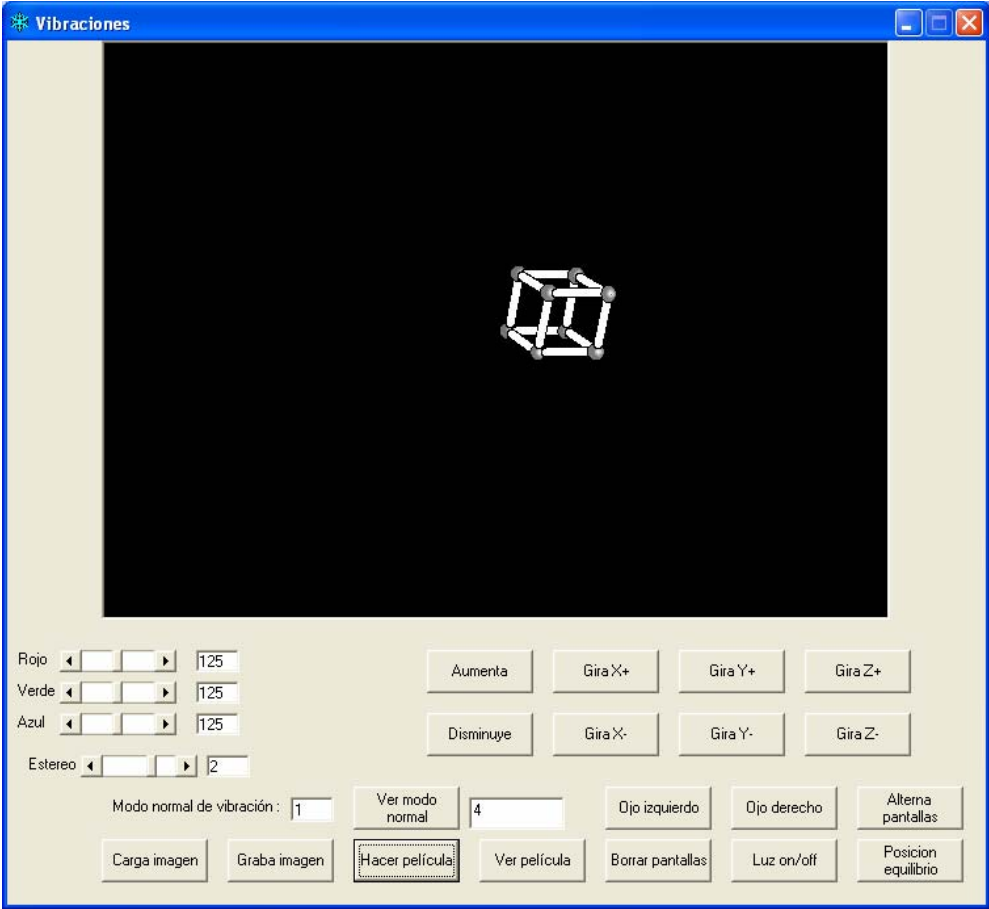 Vibraciones
Rojo 125
Verde 125
Azul 125
Estereo 2
Aumenta Gira X+ Gira Y+ Gira Z+
Disminuye Gira X- Gira Y- Gira Z-
Modo normal de vibración : 1
Ver modo
normal
4
Ojo izquierdo
Ojo derecho
Alterna
pantallas
Carga imagen
Graba imagen
Hacer película
Ver película
Borrar pantallas
Luz on/off
Posicion
equilibrio